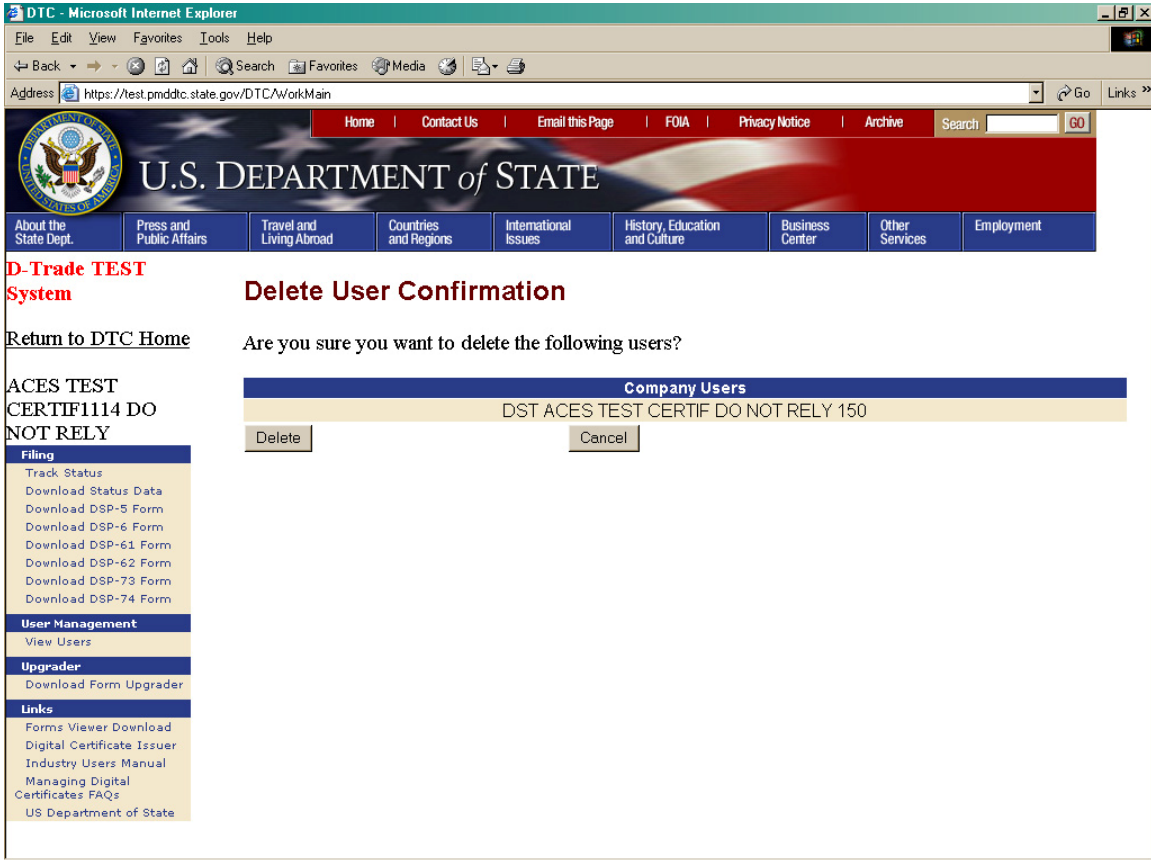 DTC - Microsoft Internet Explorer
File Edit View Favorites Tools Help
Back Search Favorites Media
Address https://test.pmddtc.state.gov/DTC/WorkMain Go Links »
Home | Contact Us | Email this Page | FOIA | Privacy Notice | Archive Search GO
U.S. DEPARTMENT of STATE
About the State Dept.
Press and Public Affairs
Travel and Living Abroad
Countries and Regions
International Issues
History, Education and Culture
Business Center
Other Services
Employment
D-Trade TEST
System
Return to DTC Home
ACES TEST
CERTIF1114 DO
NOT RELY
Filing
Track Status
Download Status Data
Download DSP-5 Form
Download DSP-6 Form
Download DSP-61 Form
Download DSP-62 Form
Download DSP-73 Form
Download DSP-74 Form
User Management
View Users
Upgrader
Download Form Upgrader
Links
Forms Viewer Download
Digital Certificate Issuer
Industry Users Manual
Managing Digital
Certificates FAQs
US Department of State
Delete User Confirmation
Are you sure you want to delete the following users?
Company Users
DST ACES TEST CERTIF DO NOT RELY 150
Delete Cancel